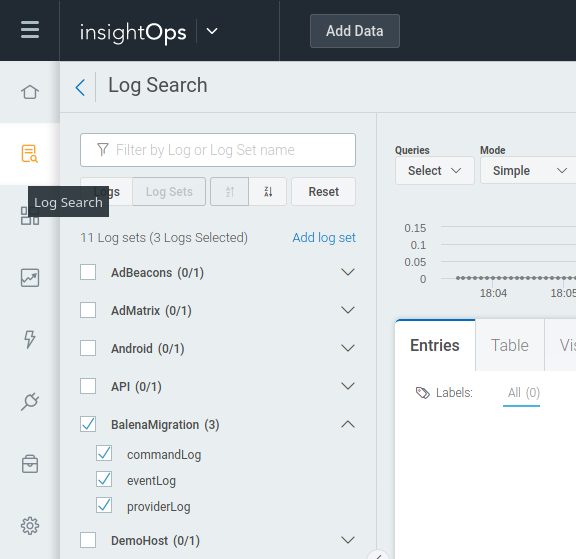 insightOps
Add Data
Log Search
Filter by Log or Log Set name
Logs
Log Sets
Reset
Log Search
11 Log sets (3 Logs Selected)
Add log set
AdBeacons (0/1)
AdMatrix (0/1)
Android (0/1)
API (0/1)
BalenaMigration (3)
commandLog
eventLog
providerLog
DemoHost (0/1)
Queries
Mode
Select
Simple
0.15
0.1
0.05
0
18:04
18:05
Entries
Table
Vis
Labels:
All (0)